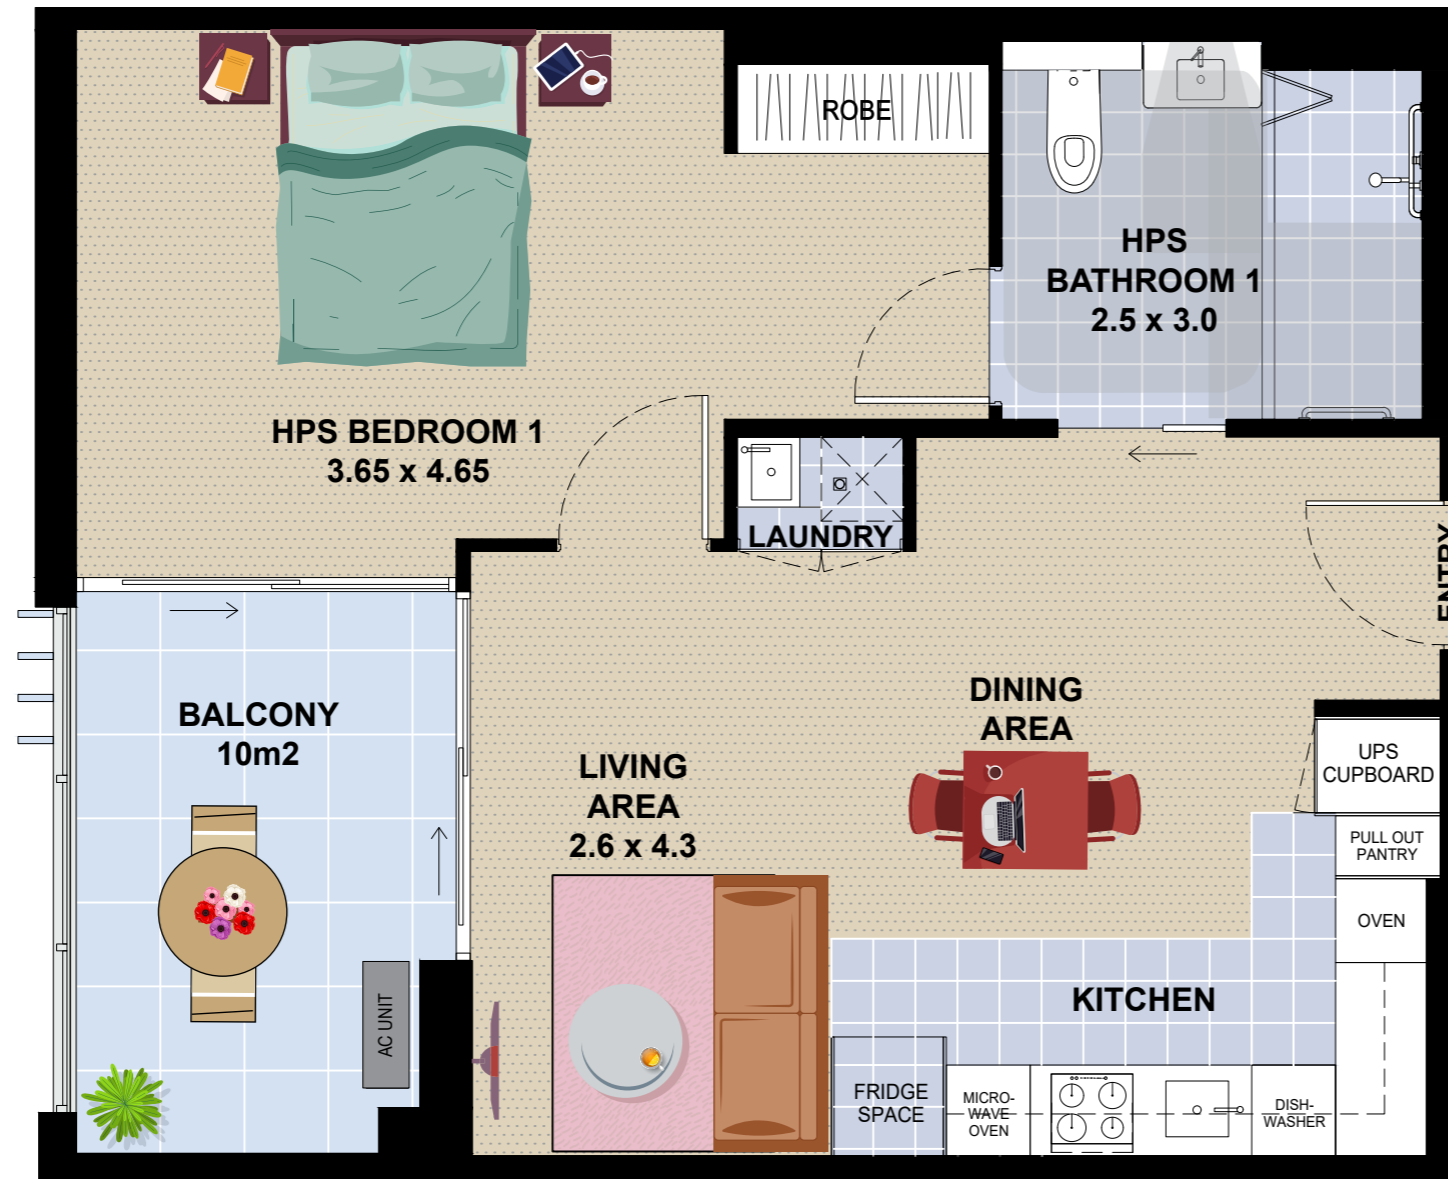 ROBE
HPS
BATHROOM 1
2.5 x 3.0
HPS BEDROOM 1
3.65 x 4.65
LAUNDRY
ENTRY
BALCONY
10m2
DINING
AREA
LIVING
AREA
2.6 x 4.3
UPS
CUPBOARD
PULL OUT
PANTRY
OVEN
KITCHEN
AC UNIT
FRIDGE
SPACE
MICRO-
WAVE
OVEN
DISH-
WASHER